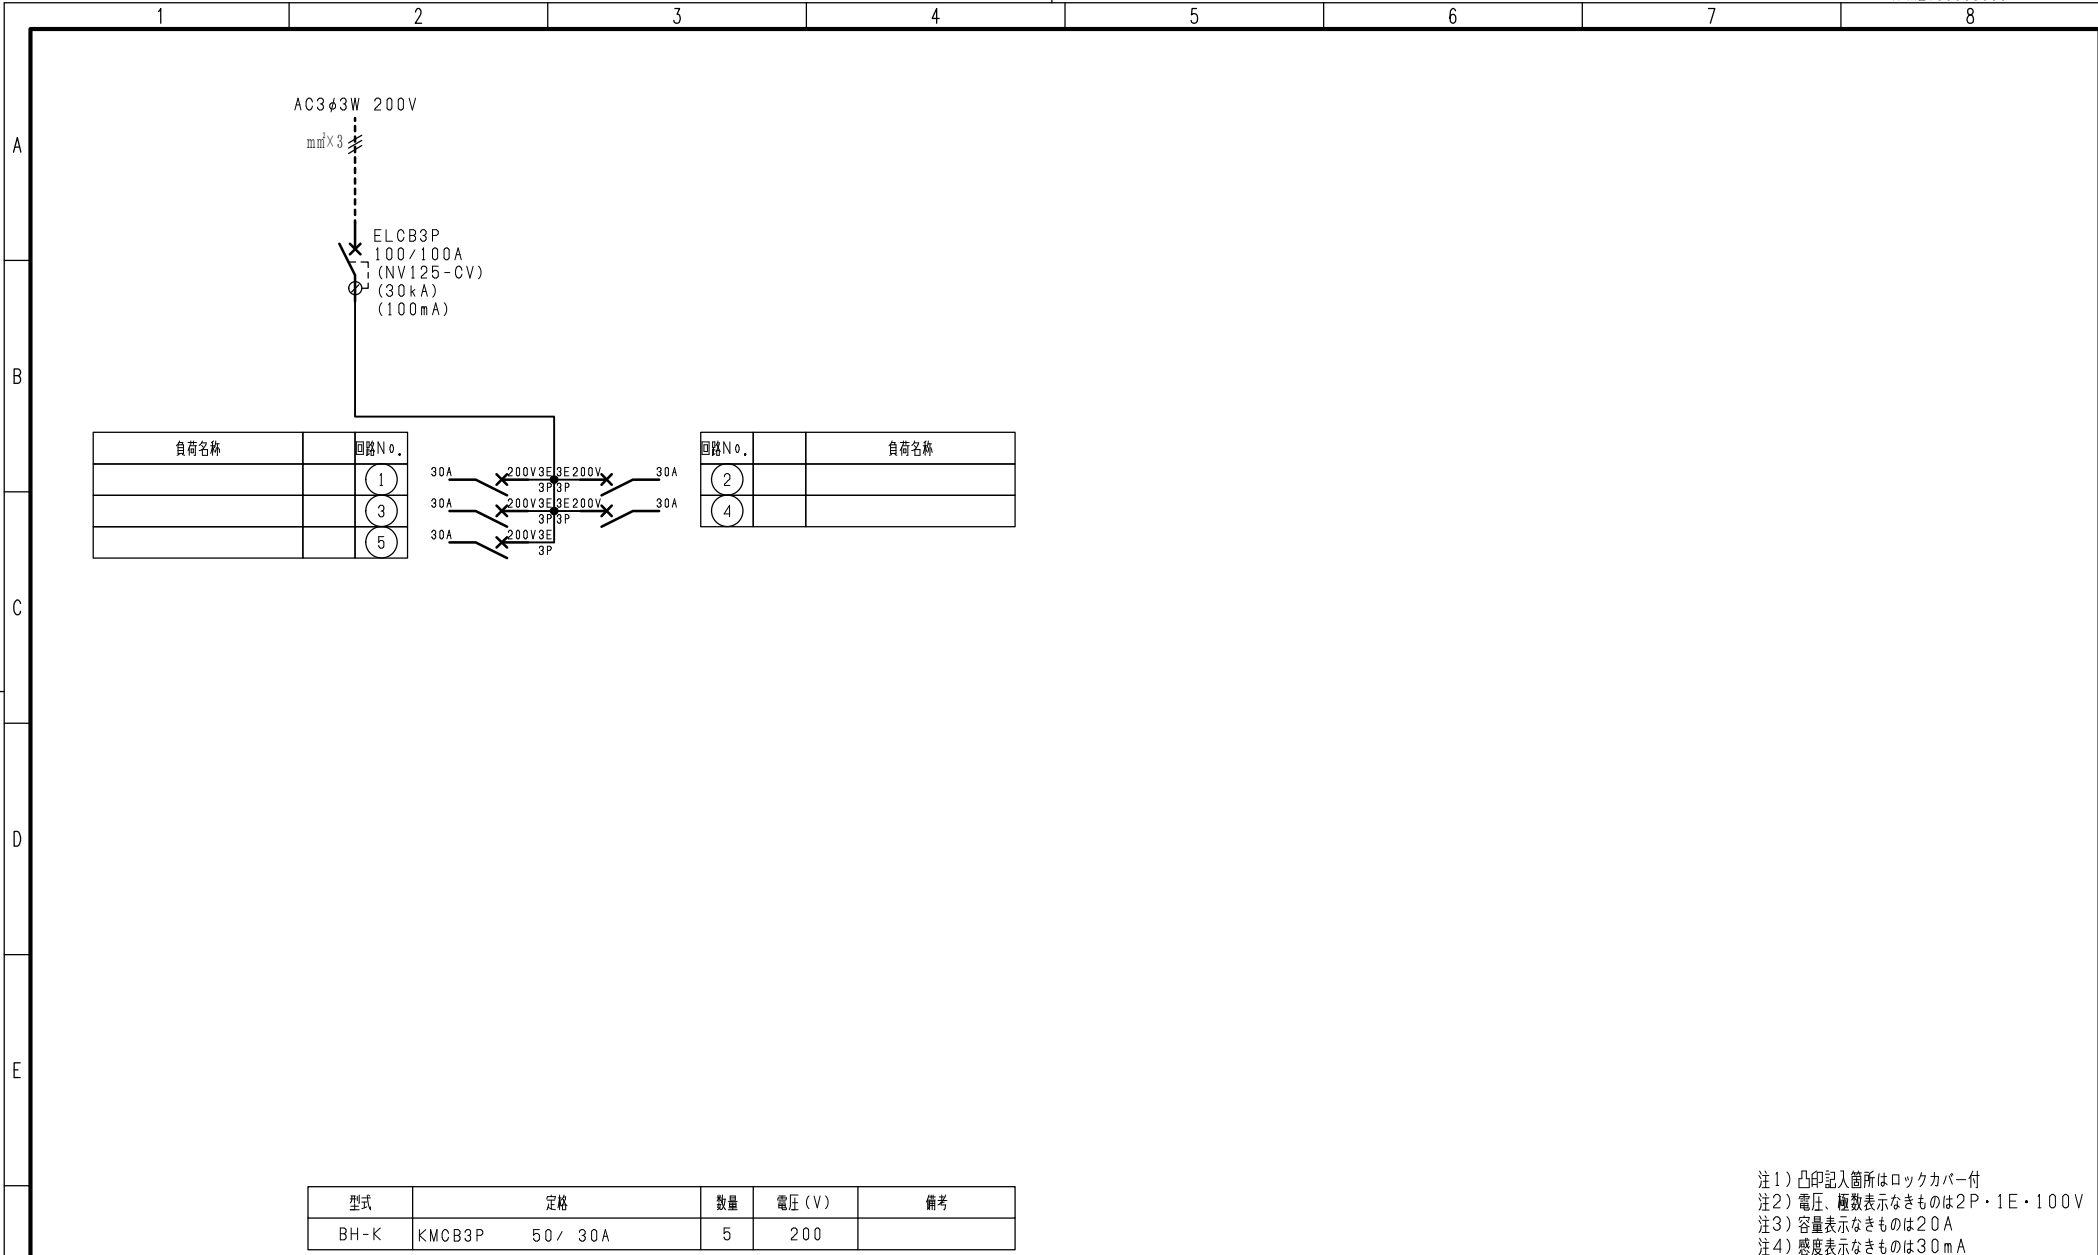 1 2 3 4 5 6 7 8
A
B
C
D
E
AC3φ3W 200V
mm²×3
ELCB3P
100/100A
(NV125-CV)
(30kA)
(100mA)
負荷名称 回路No.
1
3
5
30A 200V3E 3E200V 30A
3P 3P
30A 200V3E 3E200V 30A
3P 3P
30A 200V3E
3P
回路No. 負荷名称
2
4
型式 定格 数量 電圧(V) 備考
BH-K KMCB3P 50/ 30A 5 200
注1)凸印記入箇所はロックカバー付
注2)電圧、極数表示なきものは2P・1E・100V
注3)容量表示なきものは20A
注4)感度表示なきものは30mA